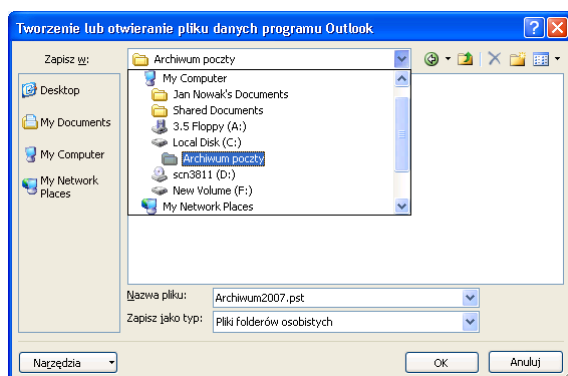 Tworzenie lub otwieranie pliku danych programu Outlook
Zapisz w:
Archiwum poczty
My Computer
Jan Nowak's Documents
Shared Documents
3.5 Floppy (A:)
Local Disk (C:)
Archiwum poczty
scn3811 (D:)
New Volume (F:)
My Network Places
Desktop
My Documents
My Computer
My Network
Places
Nazwa pliku:
Archiwum2007.pst
Zapisz jako typ:
Pliki folderów osobistych
Narzędzia
OK
Anuluj